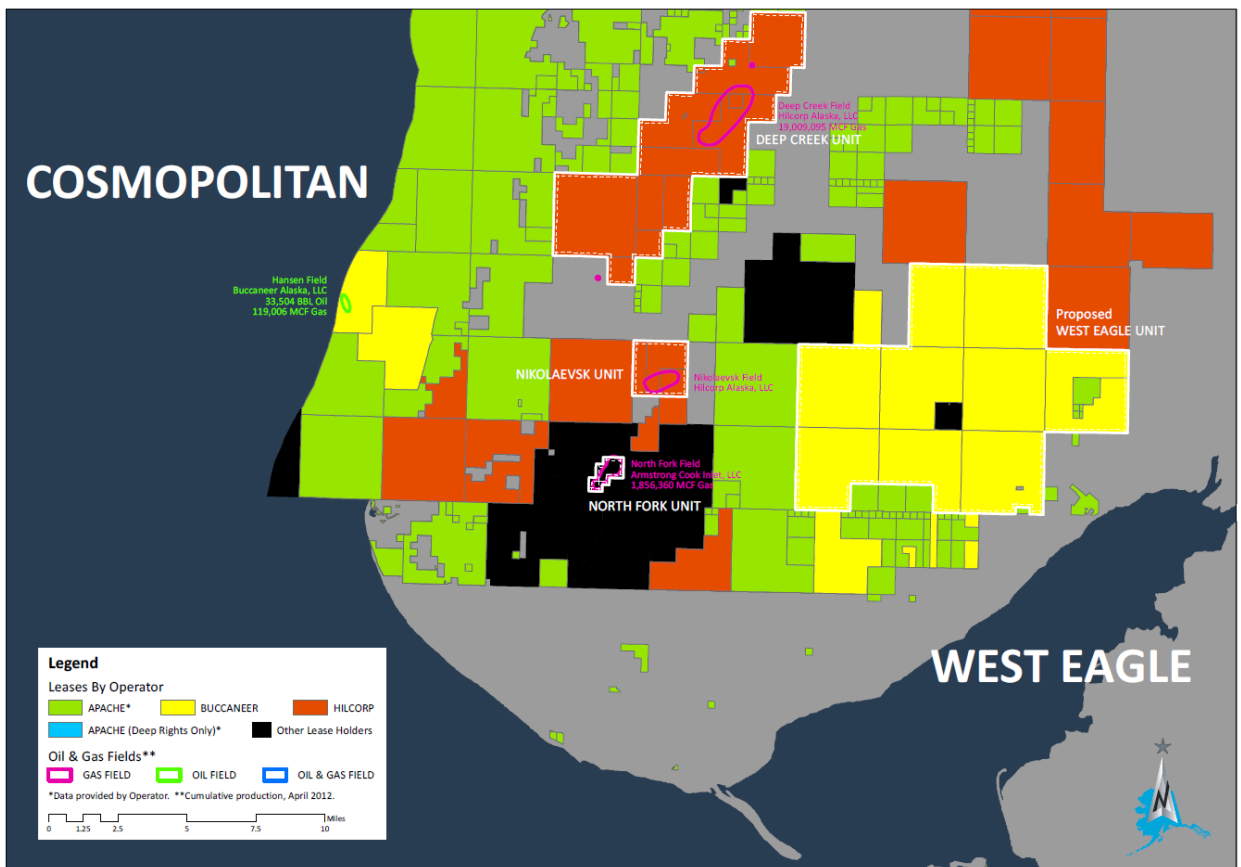 COSMOPOLITAN
Deep Creek Field
Hilcorp Alaska, LLC
19,009,095 MCF Gas
DEEP CREEK UNIT
Hansen Field
Buccaneer Alaska, LLC
33,504 BBL Oil
119,006 MCF Gas
Proposed
WEST EAGLE UNIT
NIKOLAEVSK UNIT
Nikolaevsk Field
Hilcorp Alaska, LLC
North Fork Field
Armstrong Cook Inlet, LLC
1,856,360 MCF Gas
NORTH FORK UNIT
WEST EAGLE
Legend
Leases By Operator
APACHE* BUCCANEER HILCORP
APACHE (Deep Rights Only)* Other Lease Holders
Oil & Gas Fields**
GAS FIELD OIL FIELD OIL & GAS FIELD
*Data provided by Operator. **Cumulative production, April 2012.
Miles
0 1.25 2.5 5 7.5 10
N